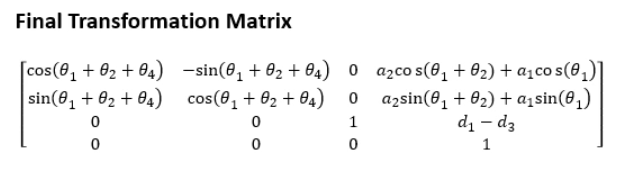 Final Transformation Matrix
[cos(θ₁ + θ₂ + θ₄) −sin(θ₁ + θ₂ + θ₄) 0 a₂co s(θ₁ + θ₂) + a₁co s(θ₁)]
sin(θ₁ + θ₂ + θ₄) cos(θ₁ + θ₂ + θ₄) 0 a₂sin(θ₁ + θ₂) + a₁sin(θ₁)
0 0 1 d₁ − d₃
0 0 0 1